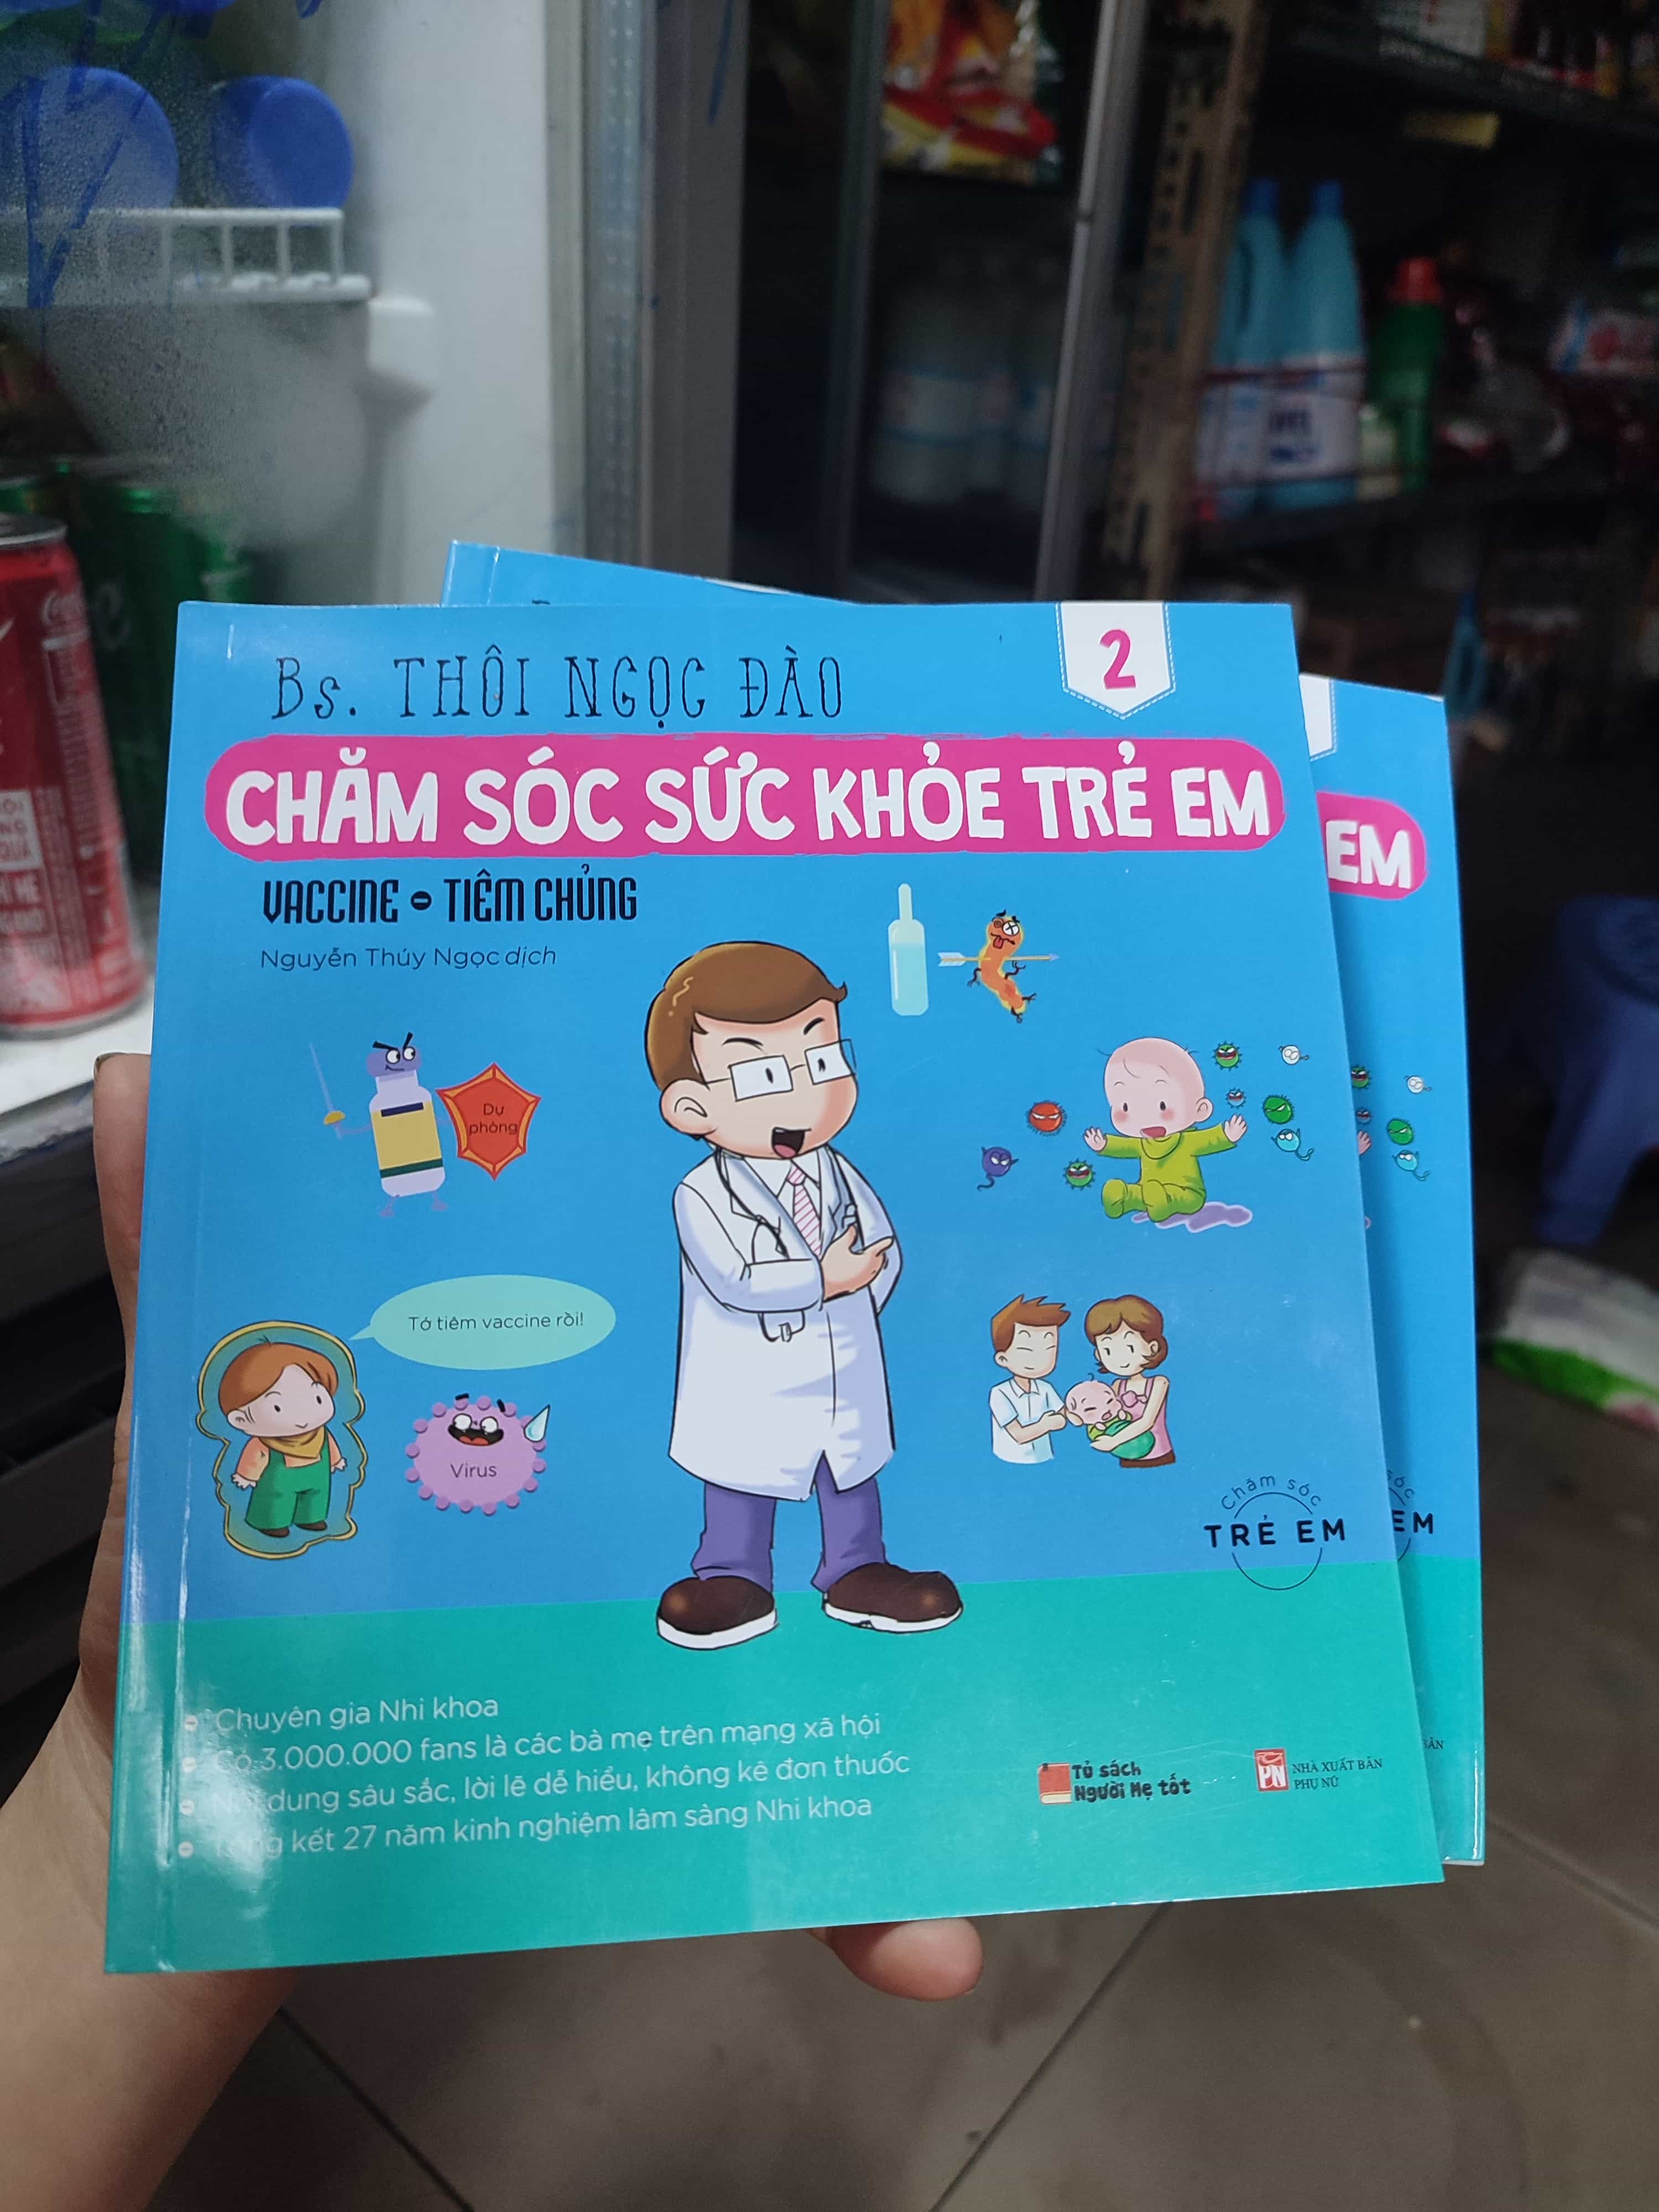 Bs. THÔI NGỌC ĐÀO
2
CHĂM SÓC SỨC KHỎE TRẺ EM
EM
VACCINE - TIÊM CHỦNG
Nguyễn Thúy Ngọc dịch
Dự
phòng
Tớ tiêm vaccine rồi!
Virus
Chăm sóc
TRẺ EM
sóc
EM
Chuyên gia Nhi khoa
Có 3.000.000 fans là các bà mẹ trên mạng xã hội
dung sâu sắc, lời lẽ dễ hiểu, không kê đơn thuốc
kết 27 năm kinh nghiệm lâm sàng Nhi khoa
Tủ sách
Người Mẹ tốt
PN
NHÀ XUẤT BẢN
PHỤ NỮ
BẢN